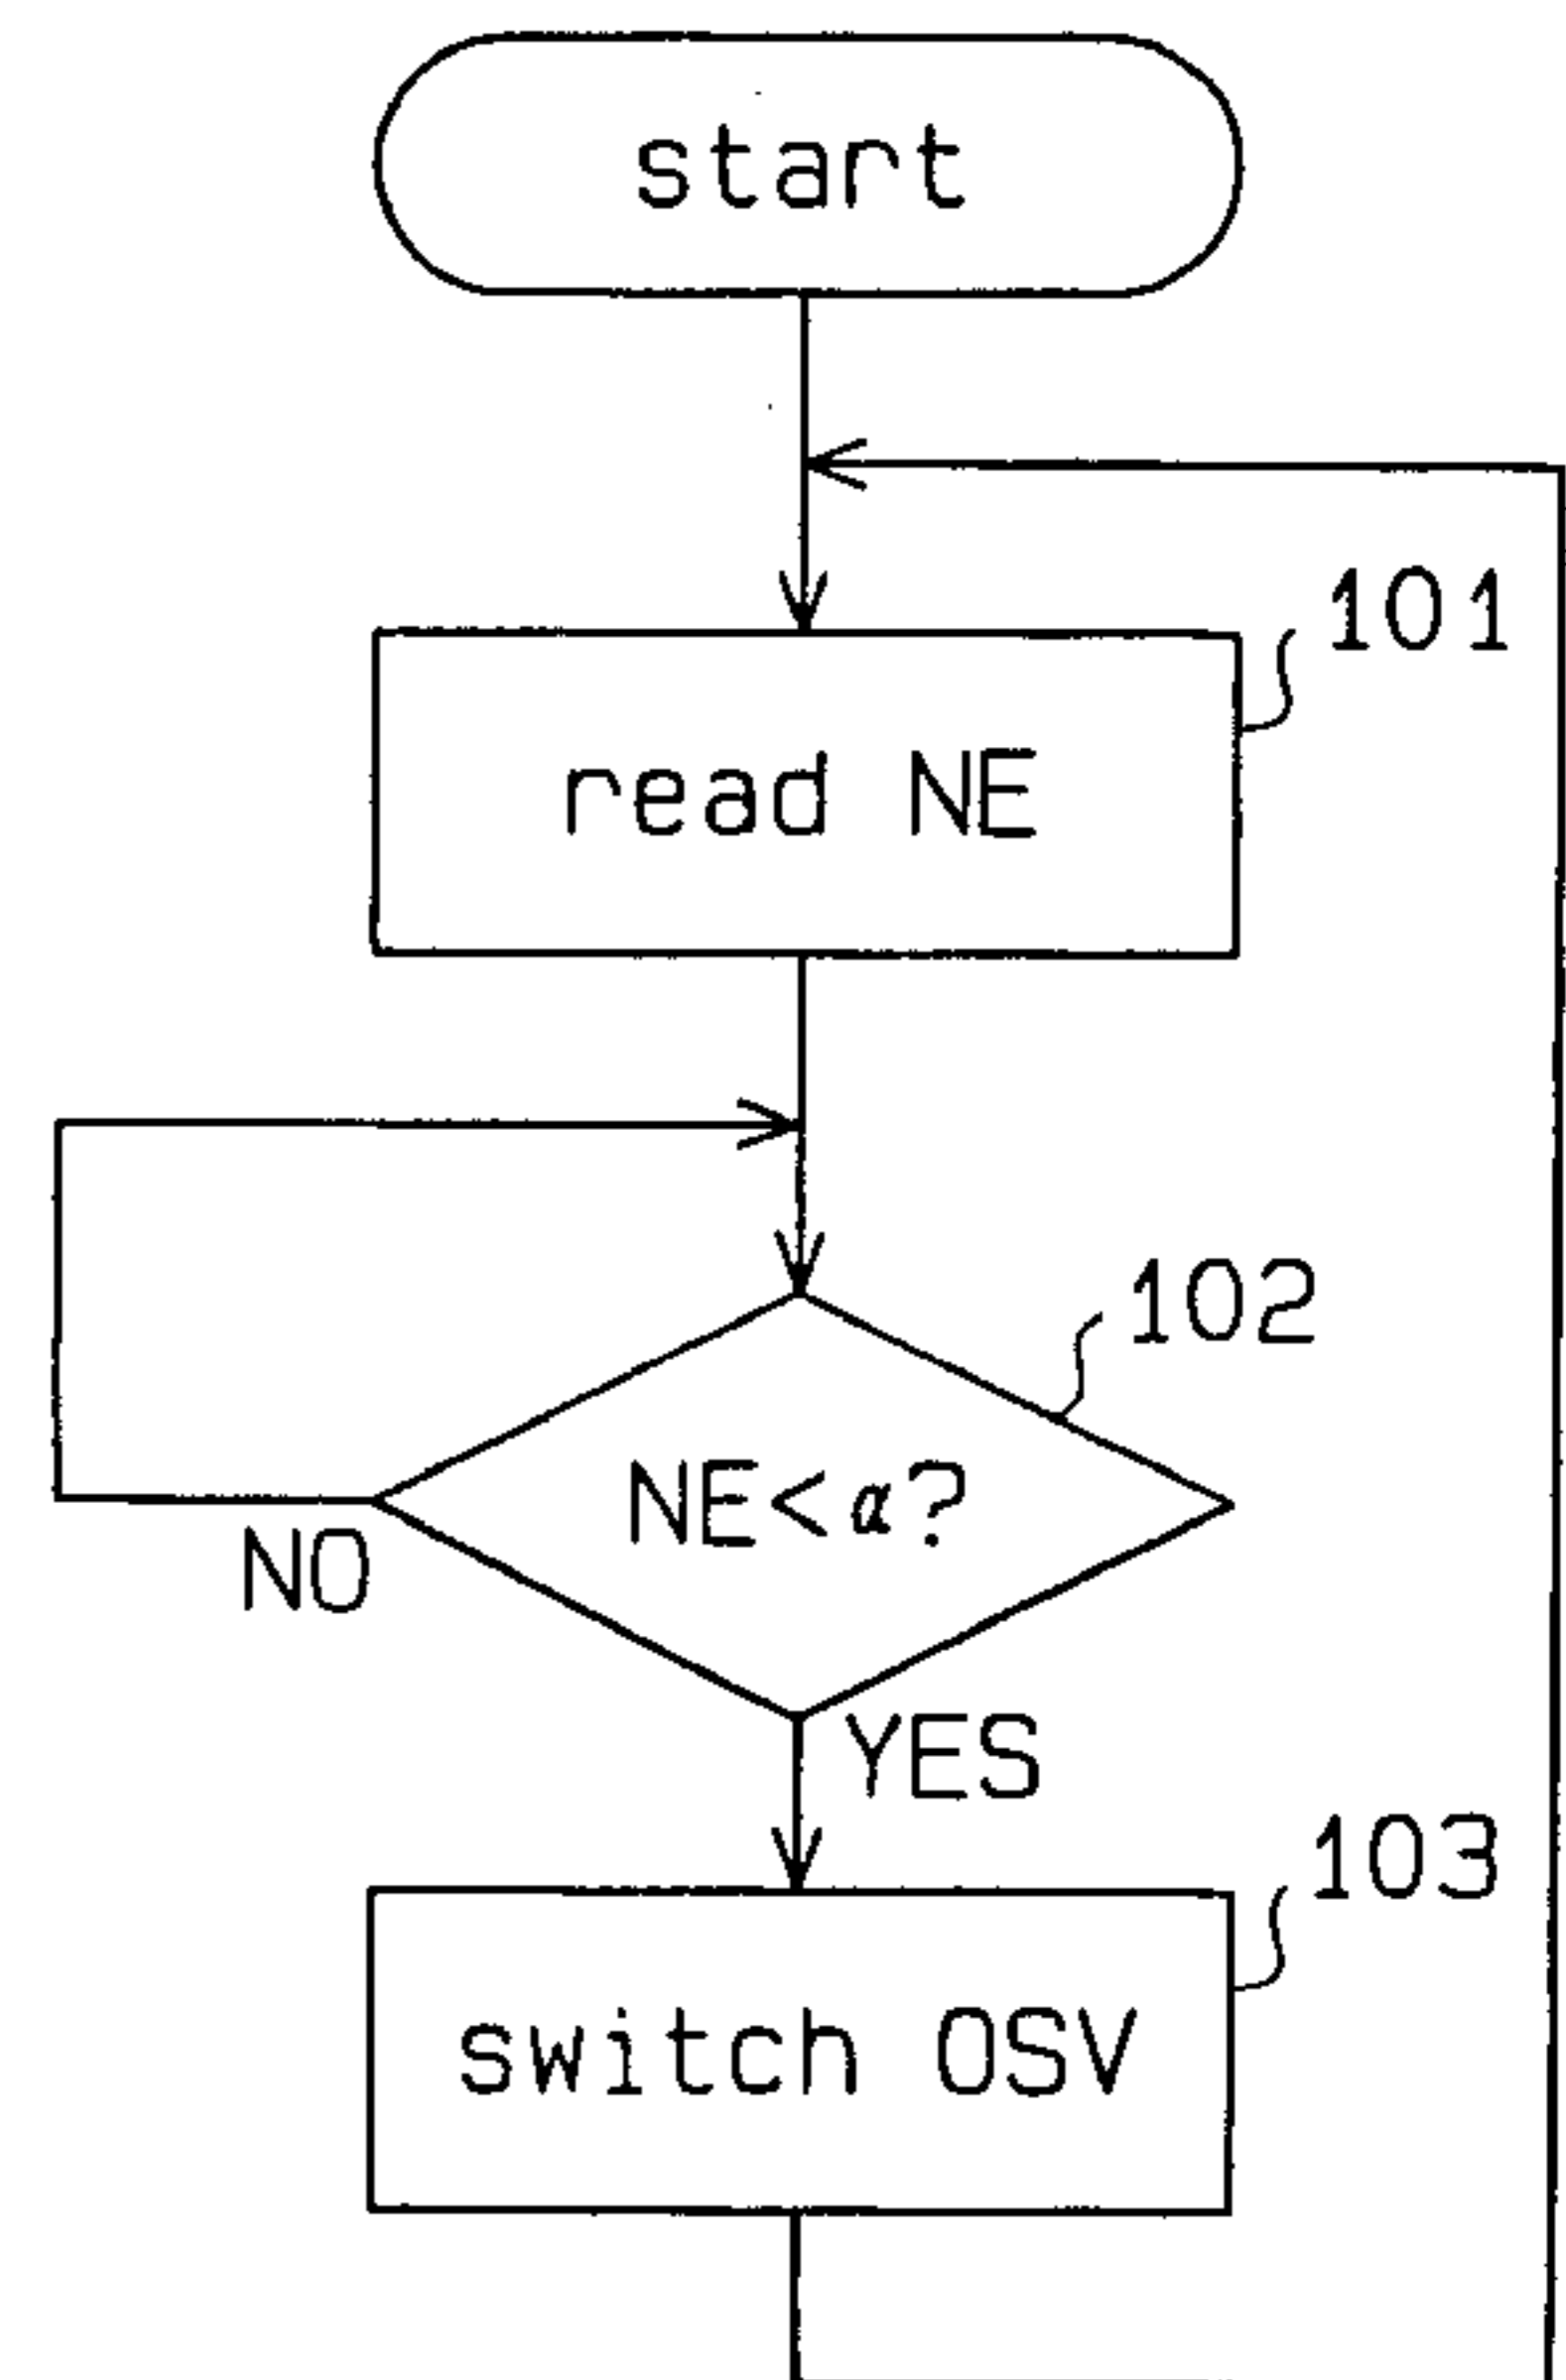 start
101
read NE
102
NE<α?
NO
YES
103
switch OSV